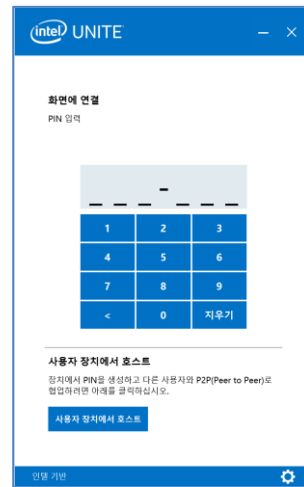 intel UNITE
화면에 연결
PIN 입력
_ _ _ - _ _ _
1 2 3
4 5 6
7 8 9
< 0 지우기
사용자 장치에서 호스트
장치에서 PIN을 생성하고 다른 사용자와 P2P(Peer to Peer)로
협업하려면 아래를 클릭하십시오.
사용자 장치에서 호스트
인텔 기반